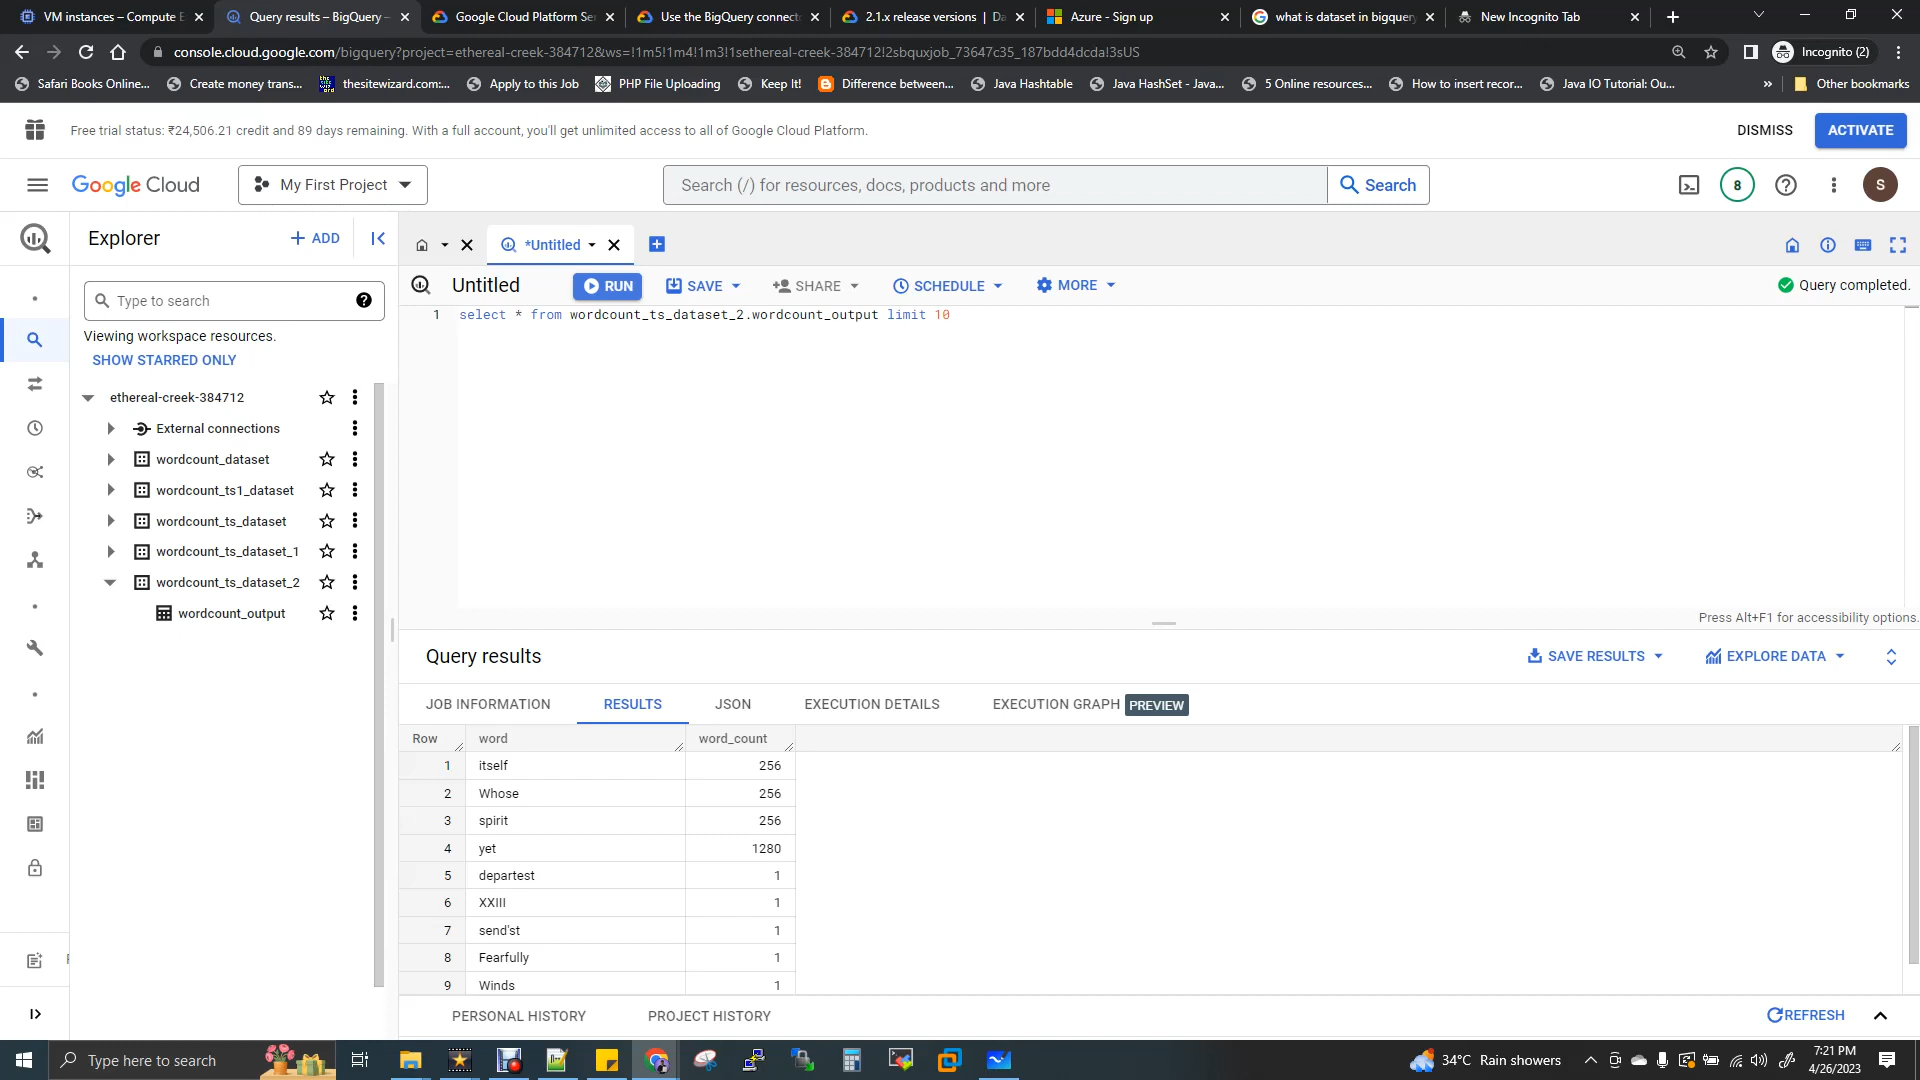 VM instances – Compute E
Query results – BigQuery –
Google Cloud Platform Se
Use the BigQuery connecto
2.1.x release versions | Da
Azure - Sign up
what is dataset in bigquery
New Incognito Tab
console.cloud.google.com/bigquery?project=ethereal-creek-384712&ws=!1m5!1m4!1m3!1sethereal-creek-384712!2sbquxjob_73647c35_187bdd4dcda!3sUS
Incognito (2)
Safari Books Online...
Create money trans...
thesitewizard.com:...
Apply to this Job
PHP File Uploading
Keep It!
Difference between...
Java Hashtable
Java HashSet - Java...
5 Online resources...
How to insert recor...
Java IO Tutorial: Ou...
Other bookmarks
Free trial status: ₹24,506.21 credit and 89 days remaining. With a full account, you'll get unlimited access to all of Google Cloud Platform.
DISMISS
ACTIVATE
Google Cloud
My First Project
Search (/) for resources, docs, products and more
Search
8
S
Explorer
+ ADD
*Untitled
Type to search
Viewing workspace resources.
SHOW STARRED ONLY
ethereal-creek-384712
External connections
wordcount_dataset
wordcount_ts1_dataset
wordcount_ts_dataset
wordcount_ts_dataset_1
wordcount_ts_dataset_2
wordcount_output
Untitled
RUN
SAVE
SHARE
SCHEDULE
MORE
Query completed.
1 select * from wordcount_ts_dataset_2.wordcount_output limit 10
Press Alt+F1 for accessibility options.
Query results
SAVE RESULTS
EXPLORE DATA
JOB INFORMATION
RESULTS
JSON
EXECUTION DETAILS
EXECUTION GRAPH PREVIEW
Row word word_count
1 itself 256
2 Whose 256
3 spirit 256
4 yet 1280
5 departest 1
6 XXIII 1
7 send'st 1
8 Fearfully 1
9 Winds 1
PERSONAL HISTORY
PROJECT HISTORY
REFRESH
Type here to search
34°C Rain showers
7:21 PM
4/26/2023